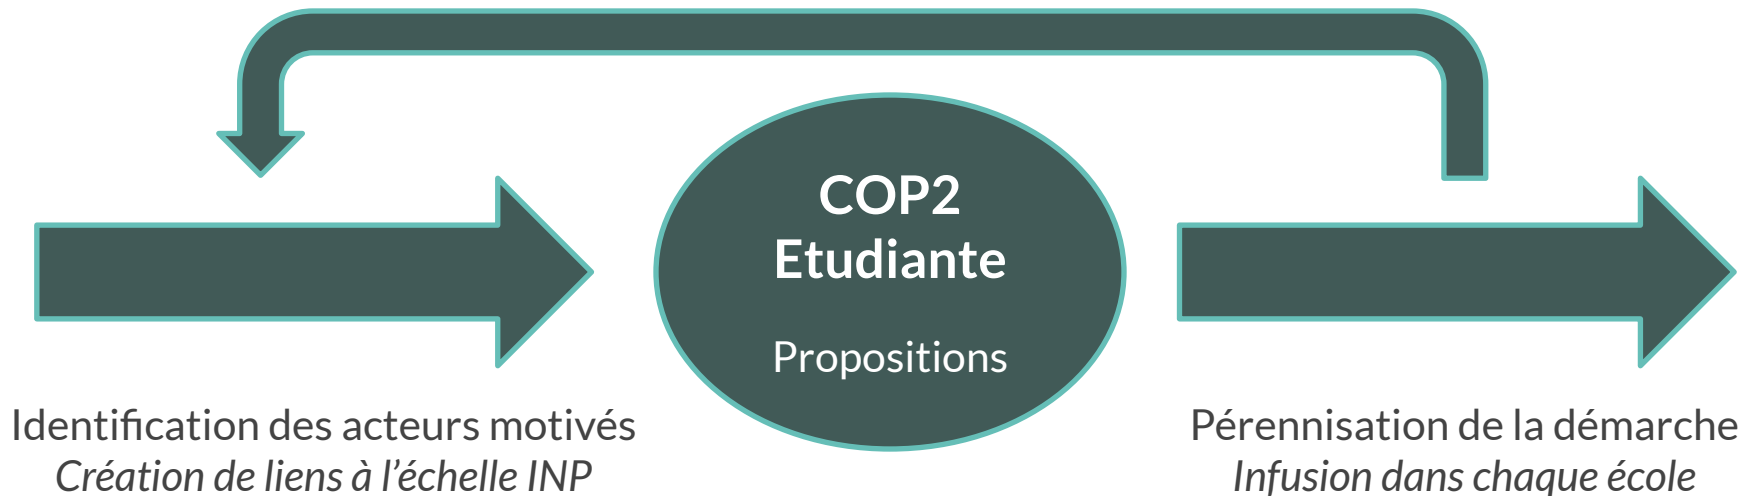 COP2
Etudiante
Propositions
Identification des acteurs motivés
Création de liens à l’échelle INP
Pérennisation de la démarche
Infusion dans chaque école